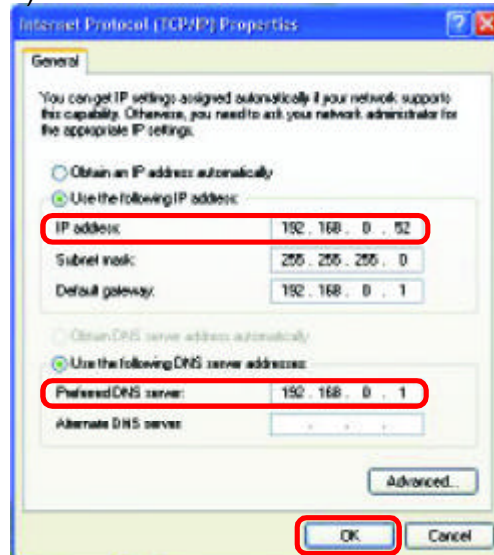 Internet Protocol (TCP/IP) Properties
General
You can get IP settings assigned automatically if your network supports
this capability. Otherwise, you need to ask your network administrator for
the appropriate IP settings.
Obtain an IP address automatically
Use the following IP address:
IP address: 192 . 168 . 0 . 52
Subnet mask: 255 . 255 . 255 . 0
Default gateway: 192 . 168 . 0 . 1
Obtain DNS server address automatically
Use the following DNS server addresses:
Preferred DNS server: 192 . 168 . 0 . 1
Alternate DNS server: . . .
Advanced...
OK Cancel